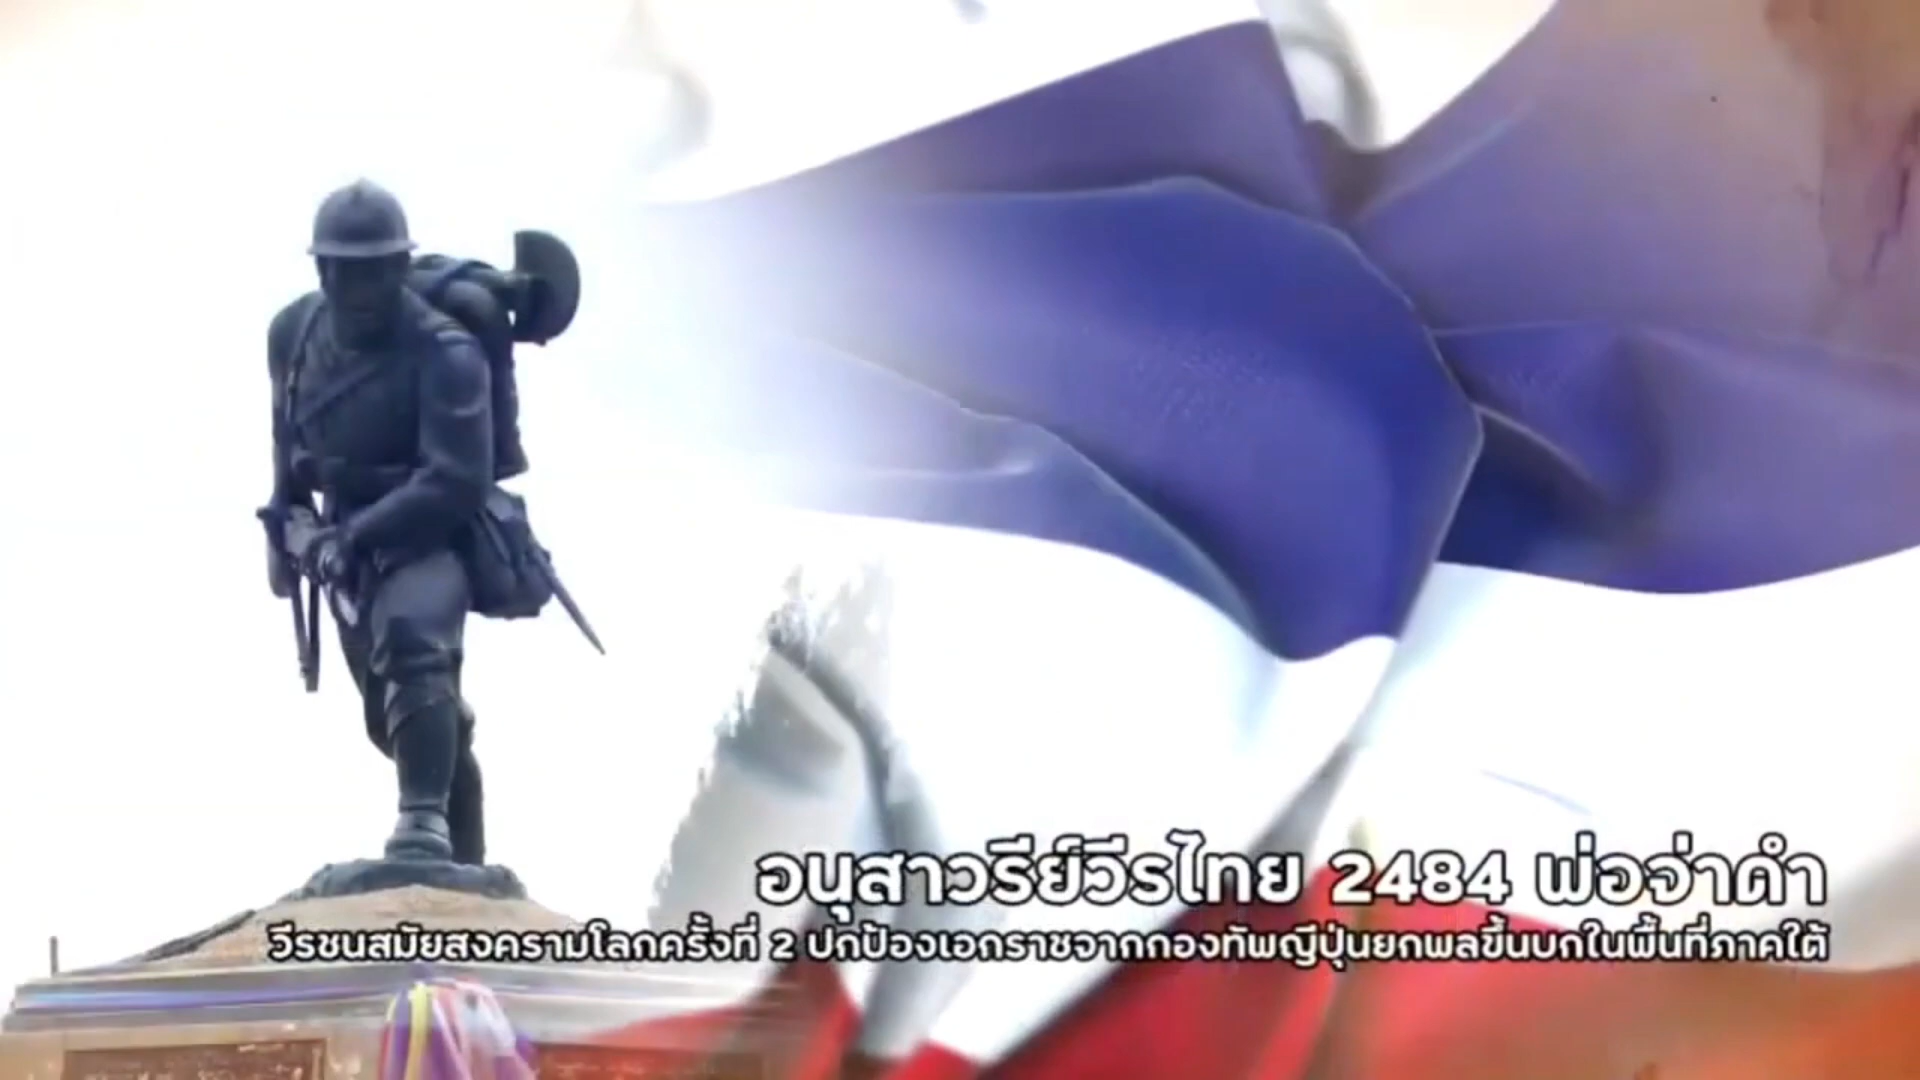 อนุสาวรีย์วีรไทย 2484 พ่อจ่าดำ
วีรชนสมัยสงครามโลกครั้งที่ 2 ปกป้องเอกราชจากกองทัพญี่ปุ่นยกพลขึ้นบกในพื้นที่ภาคใต้